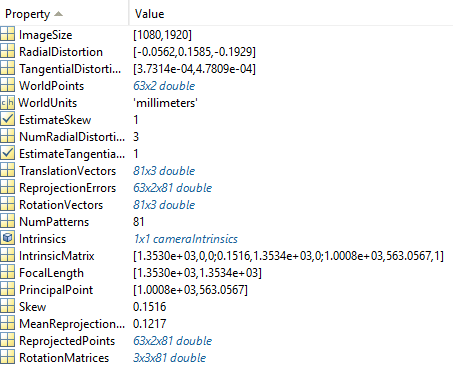 Property Value
ImageSize [1080,1920]
RadialDistortion [-0.0562,0.1585,-0.1929]
TangentialDistorti... [3.7314e-04,4.7809e-04]
WorldPoints 63x2 double
WorldUnits 'millimeters'
EstimateSkew 1
NumRadialDistorti... 3
EstimateTangentia... 1
TranslationVectors 81x3 double
ReprojectionErrors 63x2x81 double
RotationVectors 81x3 double
NumPatterns 81
Intrinsics 1x1 cameraIntrinsics
IntrinsicMatrix [1.3530e+03,0,0;0.1516,1.3534e+03,0;1.0008e+03,563.0567,1]
FocalLength [1.3530e+03,1.3534e+03]
PrincipalPoint [1.0008e+03,563.0567]
Skew 0.1516
MeanReprojection... 0.1217
ReprojectedPoints 63x2x81 double
RotationMatrices 3x3x81 double